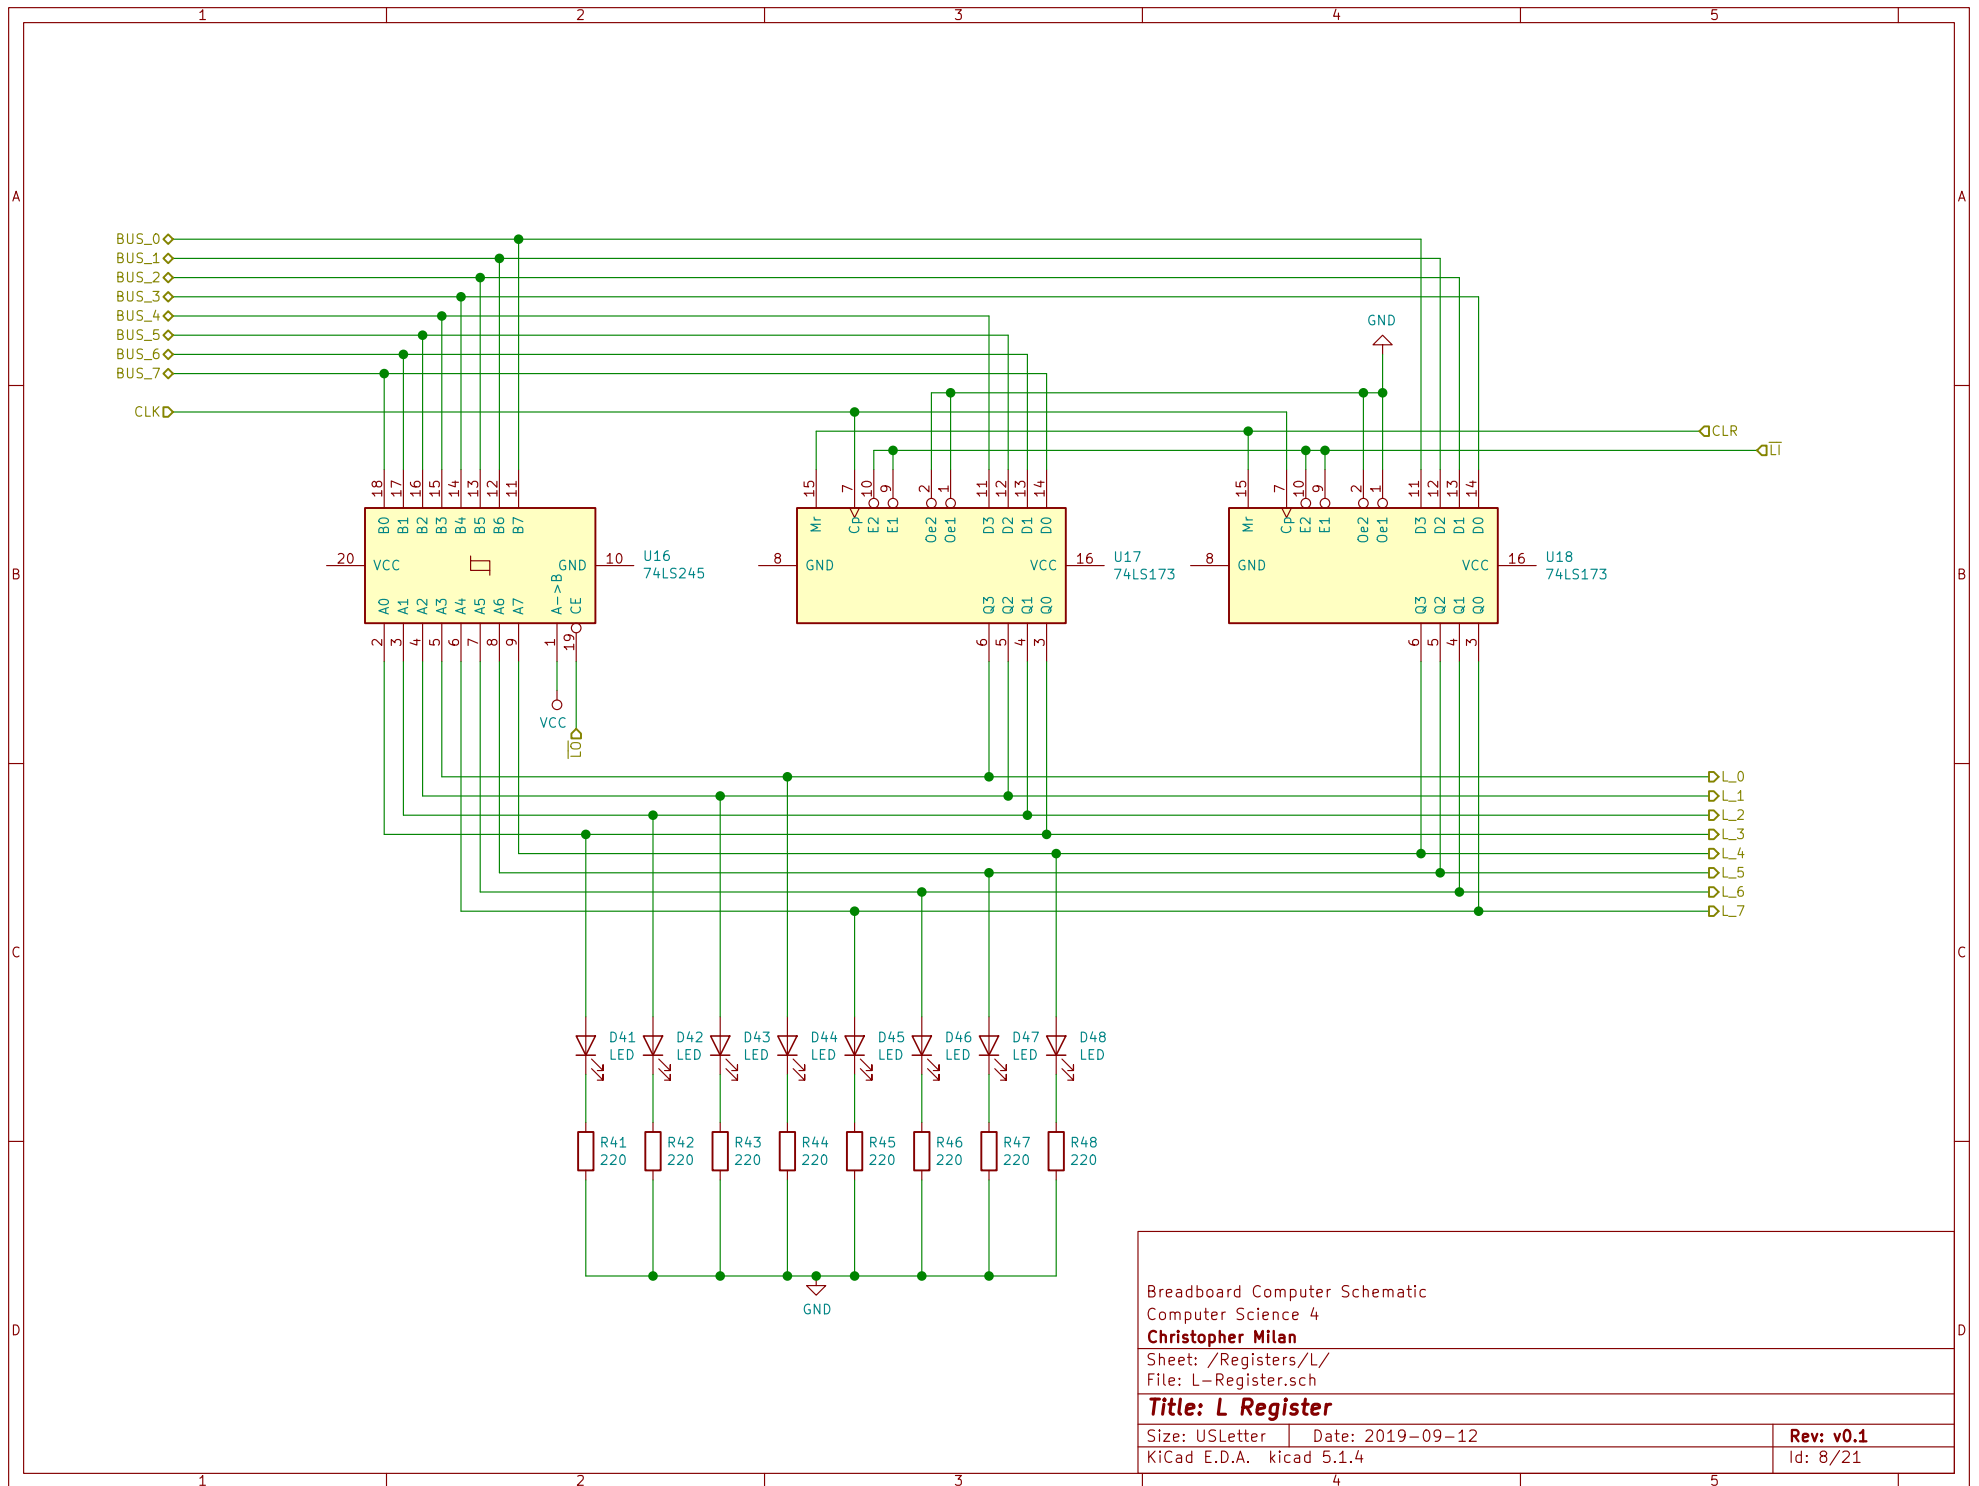 1 2 3 4 5
A A
BUS_0
BUS_1
BUS_2
BUS_3
BUS_4
BUS_5
BUS_6
BUS_7
GND
CLK
CLR
LI
18 17 16 15 14 13 12 11
15 7 10 9 2 1 11 12 13 14
15 7 10 9 2 1 11 12 13 14
B0 B1 B2 B3 B4 B5 B6 B7
Mr Cp E2 E1 Oe2 Oe1 D3 D2 D1 D0
Mr Cp E2 E1 Oe2 Oe1 D3 D2 D1 D0
20 VCC GND 10
U16
74LS245
8 GND VCC 16
U17
74LS173
8 GND VCC 16
U18
74LS173
B B
A0 A1 A2 A3 A4 A5 A6 A7 A->B CE
Q3 Q2 Q1 Q0
Q3 Q2 Q1 Q0
2 3 4 5 6 7 8 9 1 19
6 5 4 3
6 5 4 3
VCC
LO
L_0
L_1
L_2
L_3
L_4
L_5
L_6
L_7
C C
D41 D42 D43 D44 D45 D46 D47 D48
LED LED LED LED LED LED LED LED
R41 R42 R43 R44 R45 R46 R47 R48
220 220 220 220 220 220 220 220
GND
D D
Breadboard Computer Schematic
Computer Science 4
Christopher Milan
Sheet: /Registers/L/
File: L-Register.sch
Title: L Register
Size: USLetter Date: 2019-09-12 Rev: v0.1
KiCad E.D.A. kicad 5.1.4 Id: 8/21
1 2 3 4 5